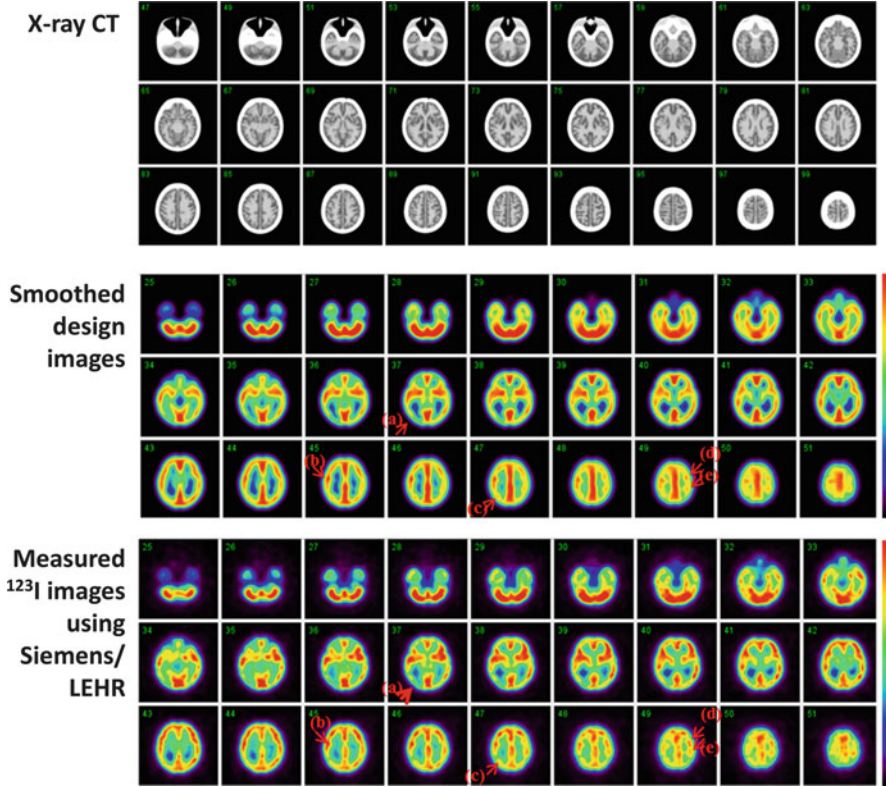 X-ray CT
47 49 51 53 55 57 59 61 63
65 67 69 71 73 75 77 79 81
83 85 87 89 91 93 95 97 99
Smoothed
design
images
25 26 27 28 29 30 31 32 33
34 35 36 37 38 39 40 41 42
(a)
43 44 45 46 47 48 49 50 51
(b) (c) (d)
(e)
Measured
¹²³I images
using
Siemens/
LEHR
25 26 27 28 29 30 31 32 33
34 35 36 37 38 39 40 41 42
(a)
43 44 45 46 47 48 49 50 51
(b) (c) (d)
(e)